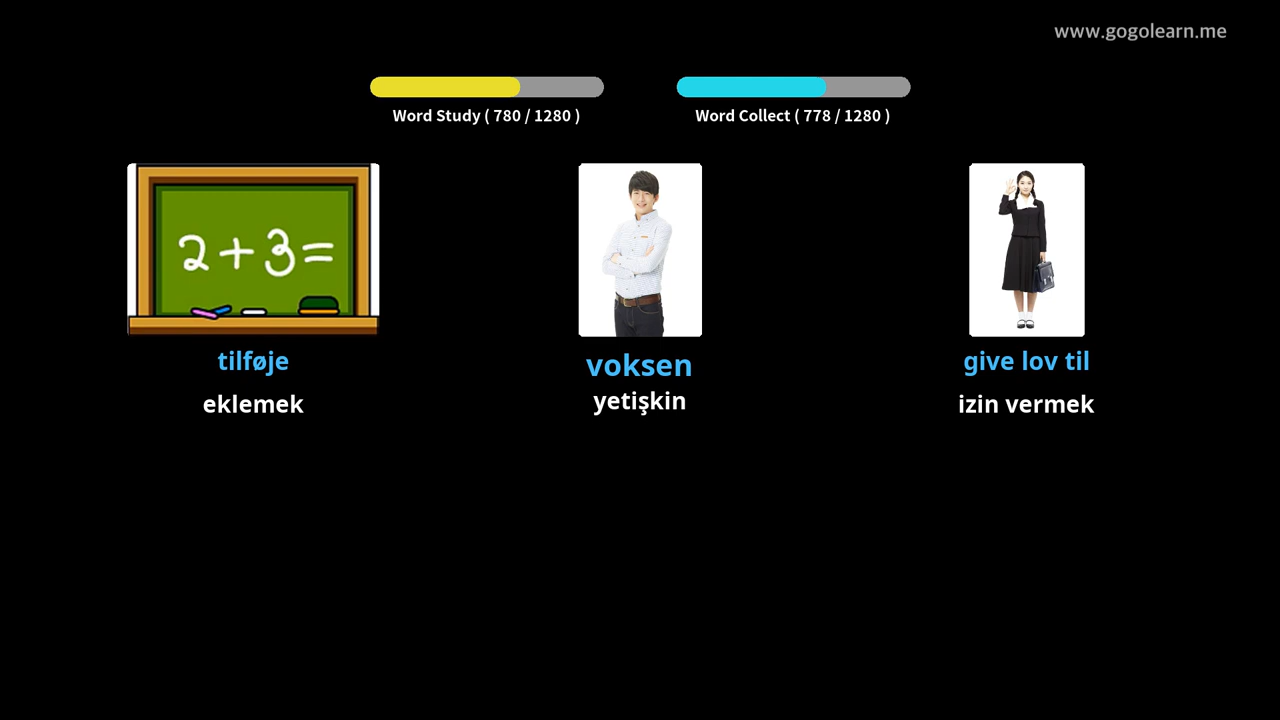 www.gogolearn.me
Word Study ( 780 / 1280 )
Word Collect ( 778 / 1280 )
2+3=
tilføje
eklemek
voksen
yetişkin
give lov til
izin vermek